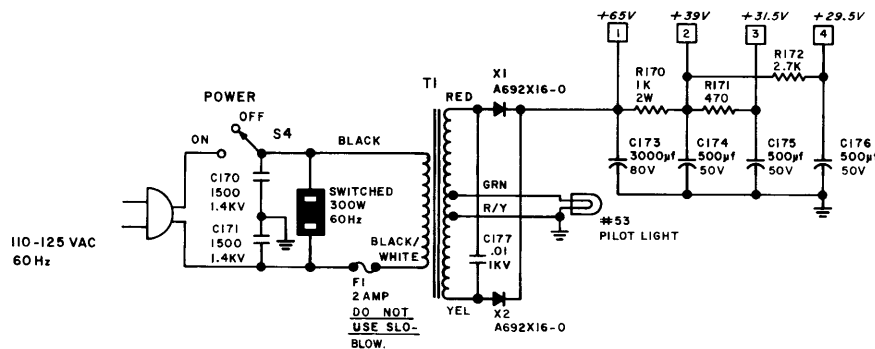 +65V
+39V
+31.5V
+29.5V
1
2
3
4
R172
2.7K
X1
A692X16-0
R170
1K
2W
R171
470
T1
RED
POWER
OFF
ON
S4
BLACK
C173
3000µf
80V
C174
500µf
50V
C175
500µf
50V
C176
500µf
50V
C170
1500
1.4KV
SWITCHED
300W
60Hz
GRN
R/Y
#53
PILOT LIGHT
C171
1500
1.4KV
110-125 VAC
60 Hz
BLACK/
WHITE
C177
.01
1KV
F1
2 AMP
DO NOT
USE SLO-
BLOW.
YEL
X2
A692X16-0